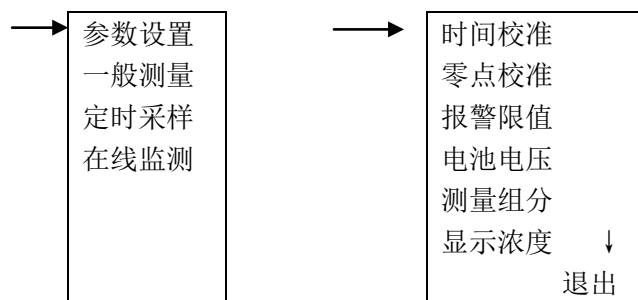 参数设置
一般测量
定时采样
在线监测
时间校准
零点校准
报警限值
电池电压
测量组分
显示浓度 ↓
退出